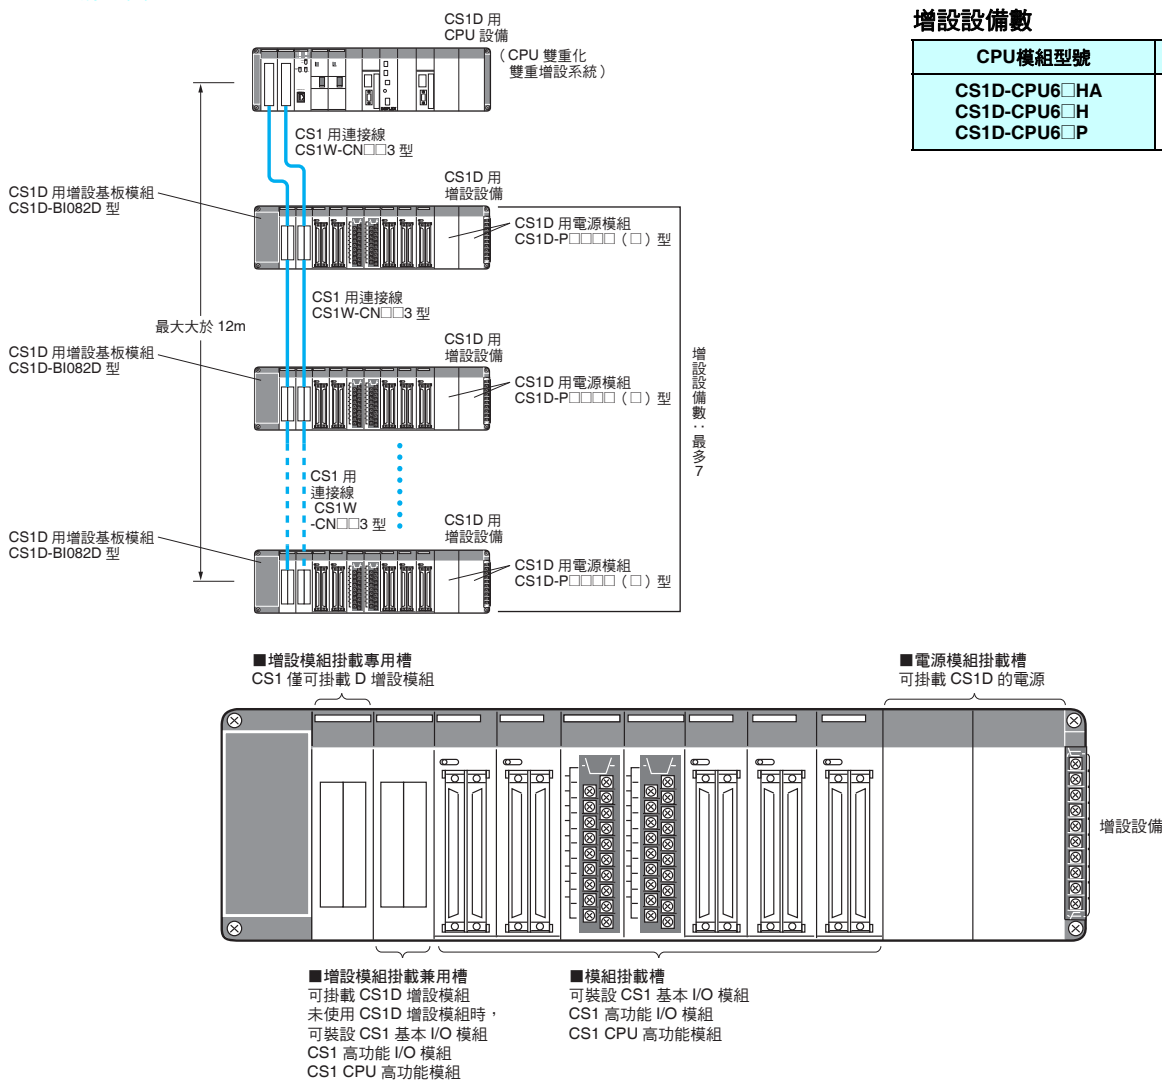 CS1D 用
CPU 設備
（CPU 雙重化
雙重增設系統）
CS1 用連接線
CS1W-CN□□3 型
CS1D 用增設基板模組
CS1D-BI082D 型
CS1D 用
增設設備
CS1D 用電源模組
CS1D-P□□□□（□）型
CS1 用連接線
CS1W-CN□□3 型
最大大於 12m
CS1D 用增設基板模組
CS1D-BI082D 型
CS1D 用
增設設備
CS1D 用電源模組
CS1D-P□□□□（□）型
增設設備數：最多7
CS1 用
連接線
CS1W
-CN□□3 型
CS1D 用增設基板模組
CS1D-BI082D 型
CS1D 用
增設設備
CS1D 用電源模組
CS1D-P□□□□（□）型
增設設備數
CPU模組型號
CS1D-CPU6□HA
CS1D-CPU6□H
CS1D-CPU6□P
■增設模組掛載專用槽
CS1 僅可掛載 D 增設模組
■電源模組掛載槽
可掛載 CS1D 的電源
增設設備
■增設模組掛載兼用槽
可掛載 CS1D 增設模組
未使用 CS1D 增設模組時，
可裝設 CS1 基本 I/O 模組
CS1 高功能 I/O 模組
CS1 CPU 高功能模組
■模組掛載槽
可裝設 CS1 基本 I/O 模組
CS1 高功能 I/O 模組
CS1 CPU 高功能模組